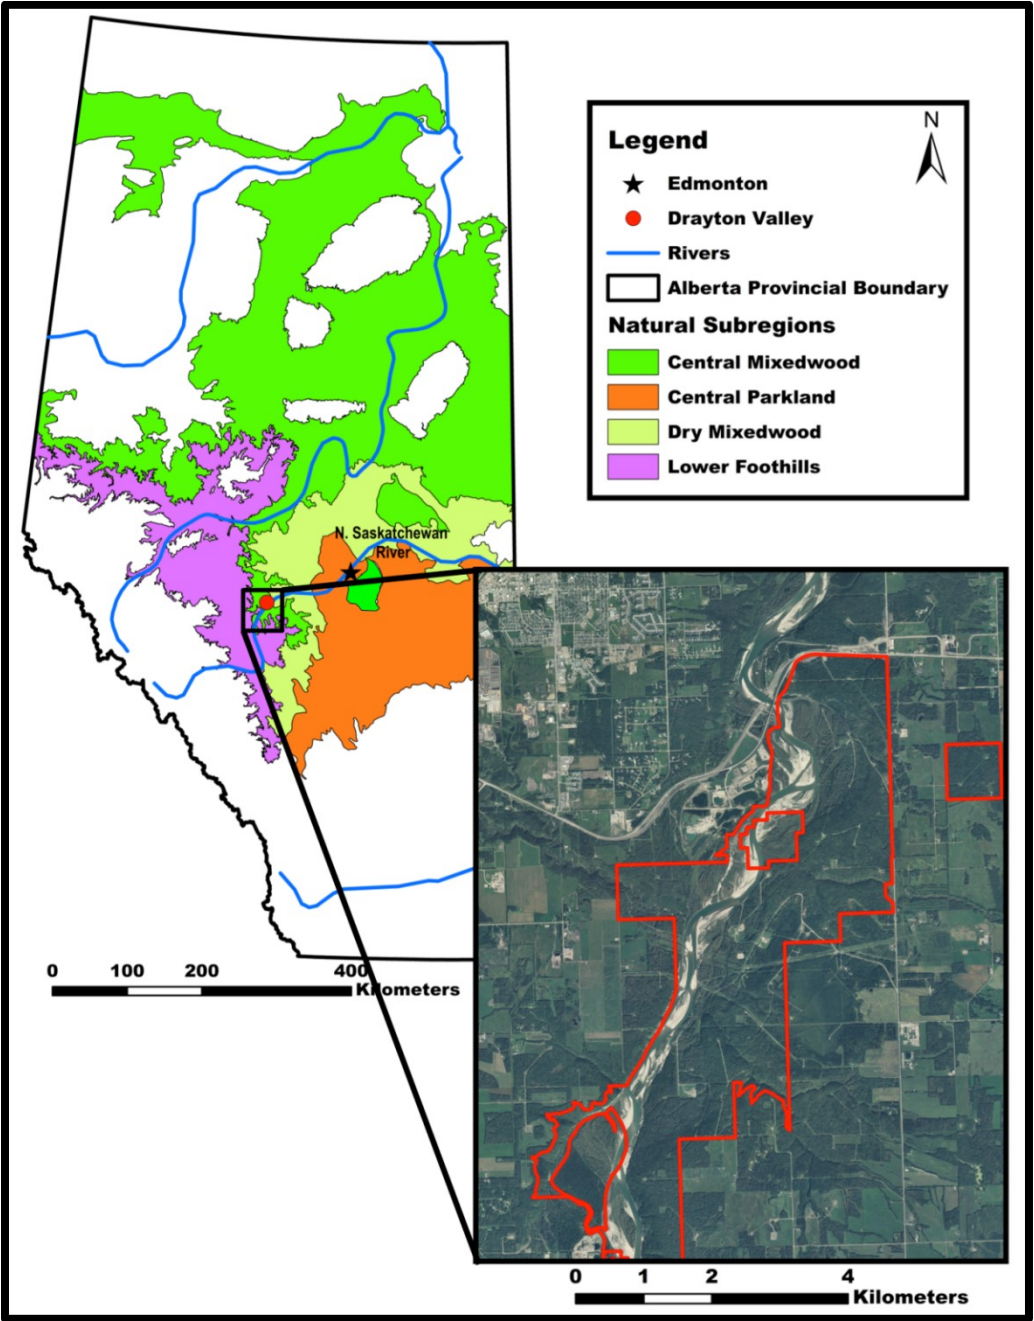 N
Legend
Edmonton
Drayton Valley
Rivers
Alberta Provincial Boundary
Natural Subregions
Central Mixedwood
Central Parkland
Dry Mixedwood
Lower Foothills
N. Saskatchewan
River
0 100 200 400
Kilometers
0 1 2 4
Kilometers